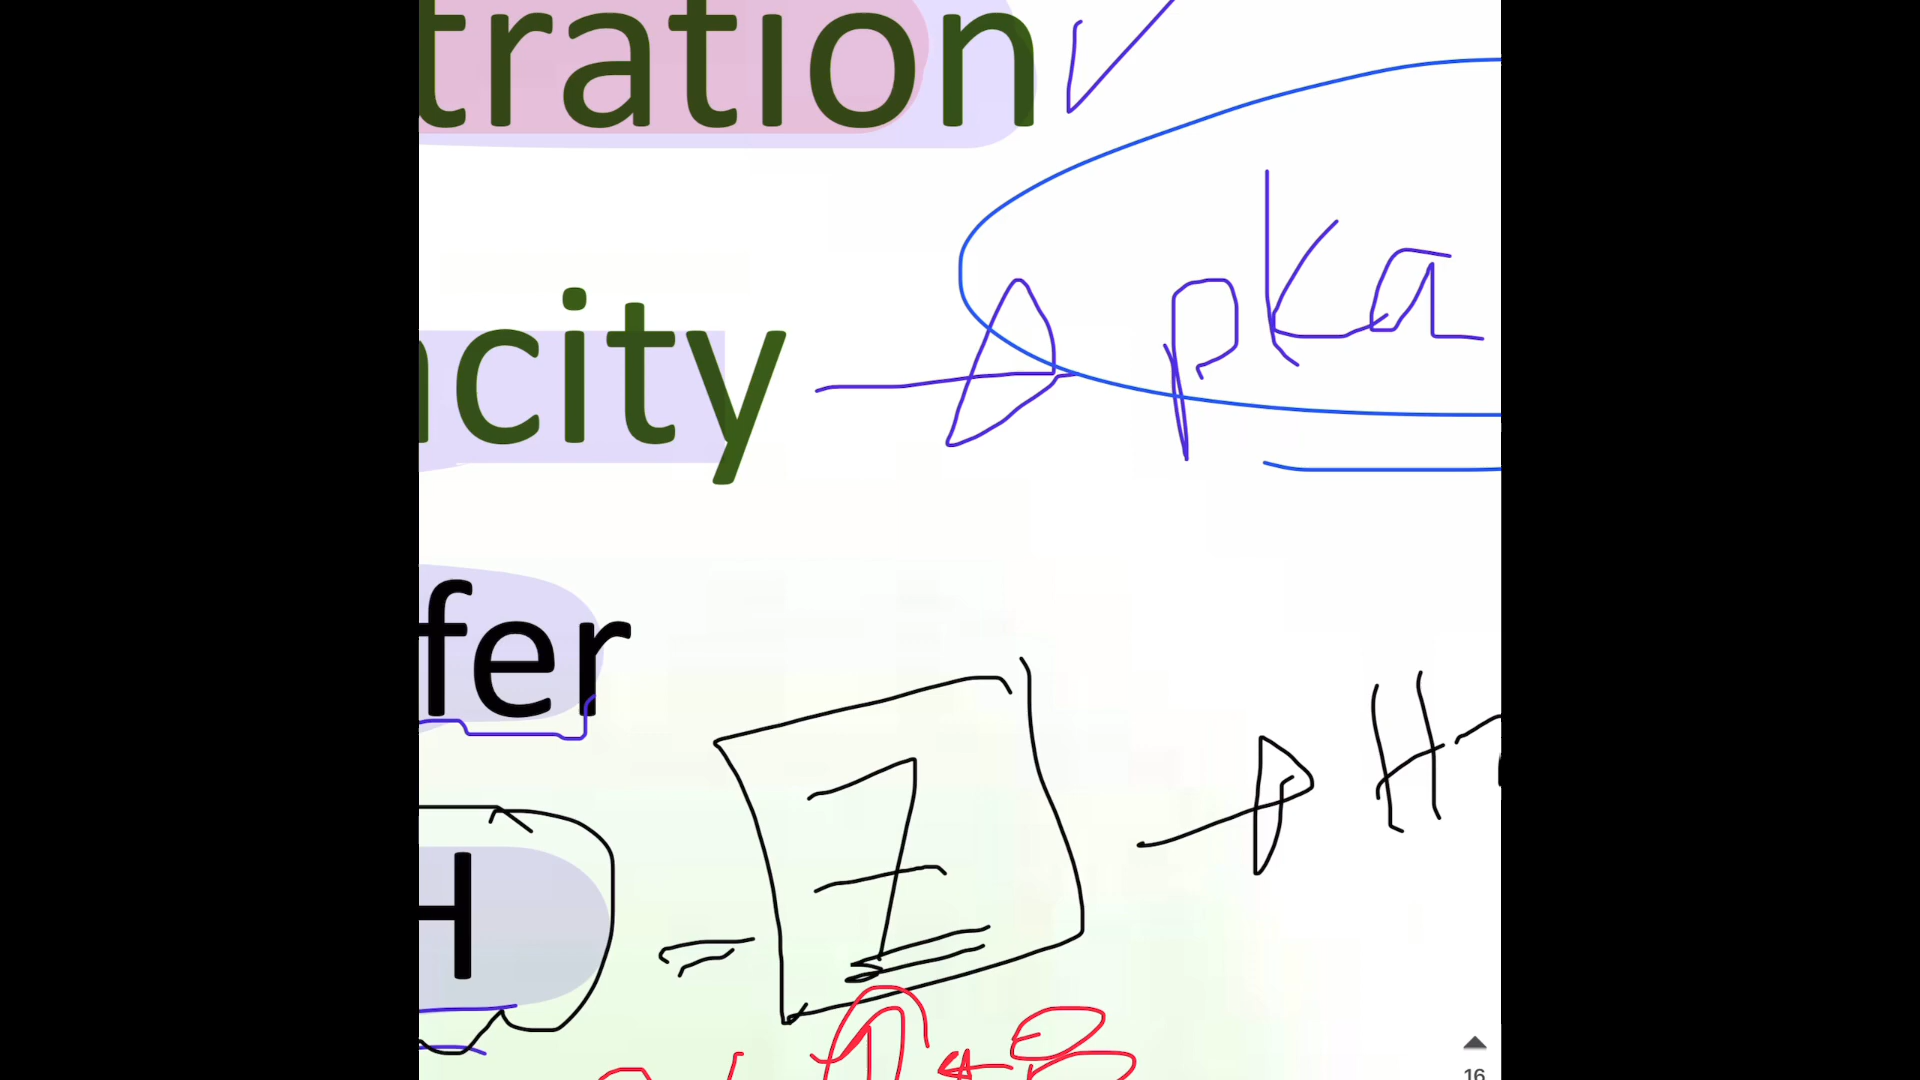 tration
city → pka
fer
H = 7 → H
16